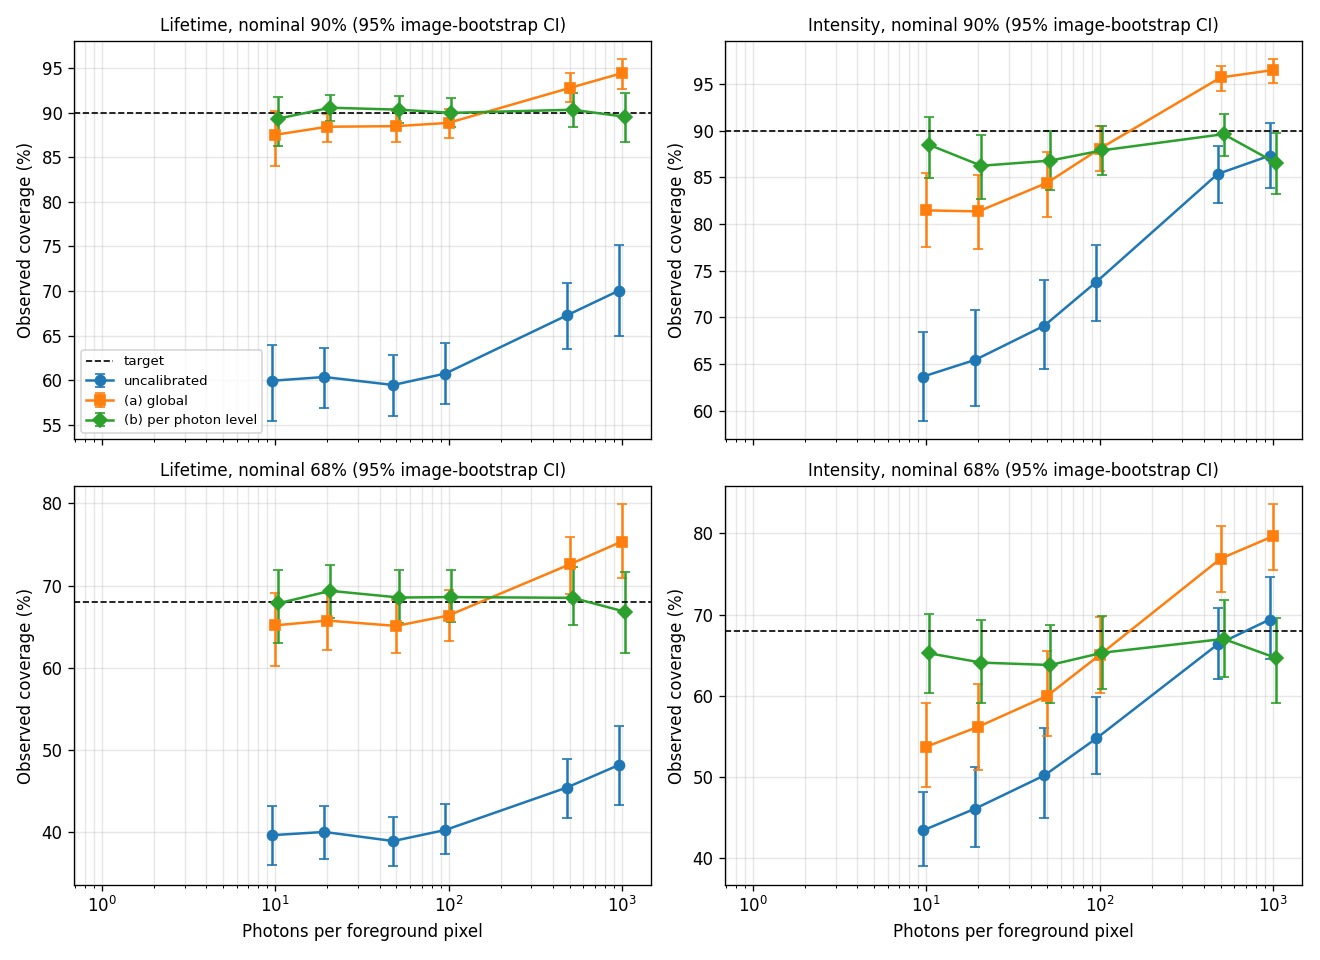 Lifetime, nominal 90% (95% image-bootstrap CI)
Observed coverage (%)
95
90
85
80
75
70
65
60
55
target
uncalibrated
(a) global
(b) per photon level
Intensity, nominal 90% (95% image-bootstrap CI)
Observed coverage (%)
95
90
85
80
75
70
65
60
Lifetime, nominal 68% (95% image-bootstrap CI)
Observed coverage (%)
80
70
60
50
40
10⁰ 10¹ 10² 10³
Photons per foreground pixel
Intensity, nominal 68% (95% image-bootstrap CI)
Observed coverage (%)
80
70
60
50
40
10⁰ 10¹ 10² 10³
Photons per foreground pixel